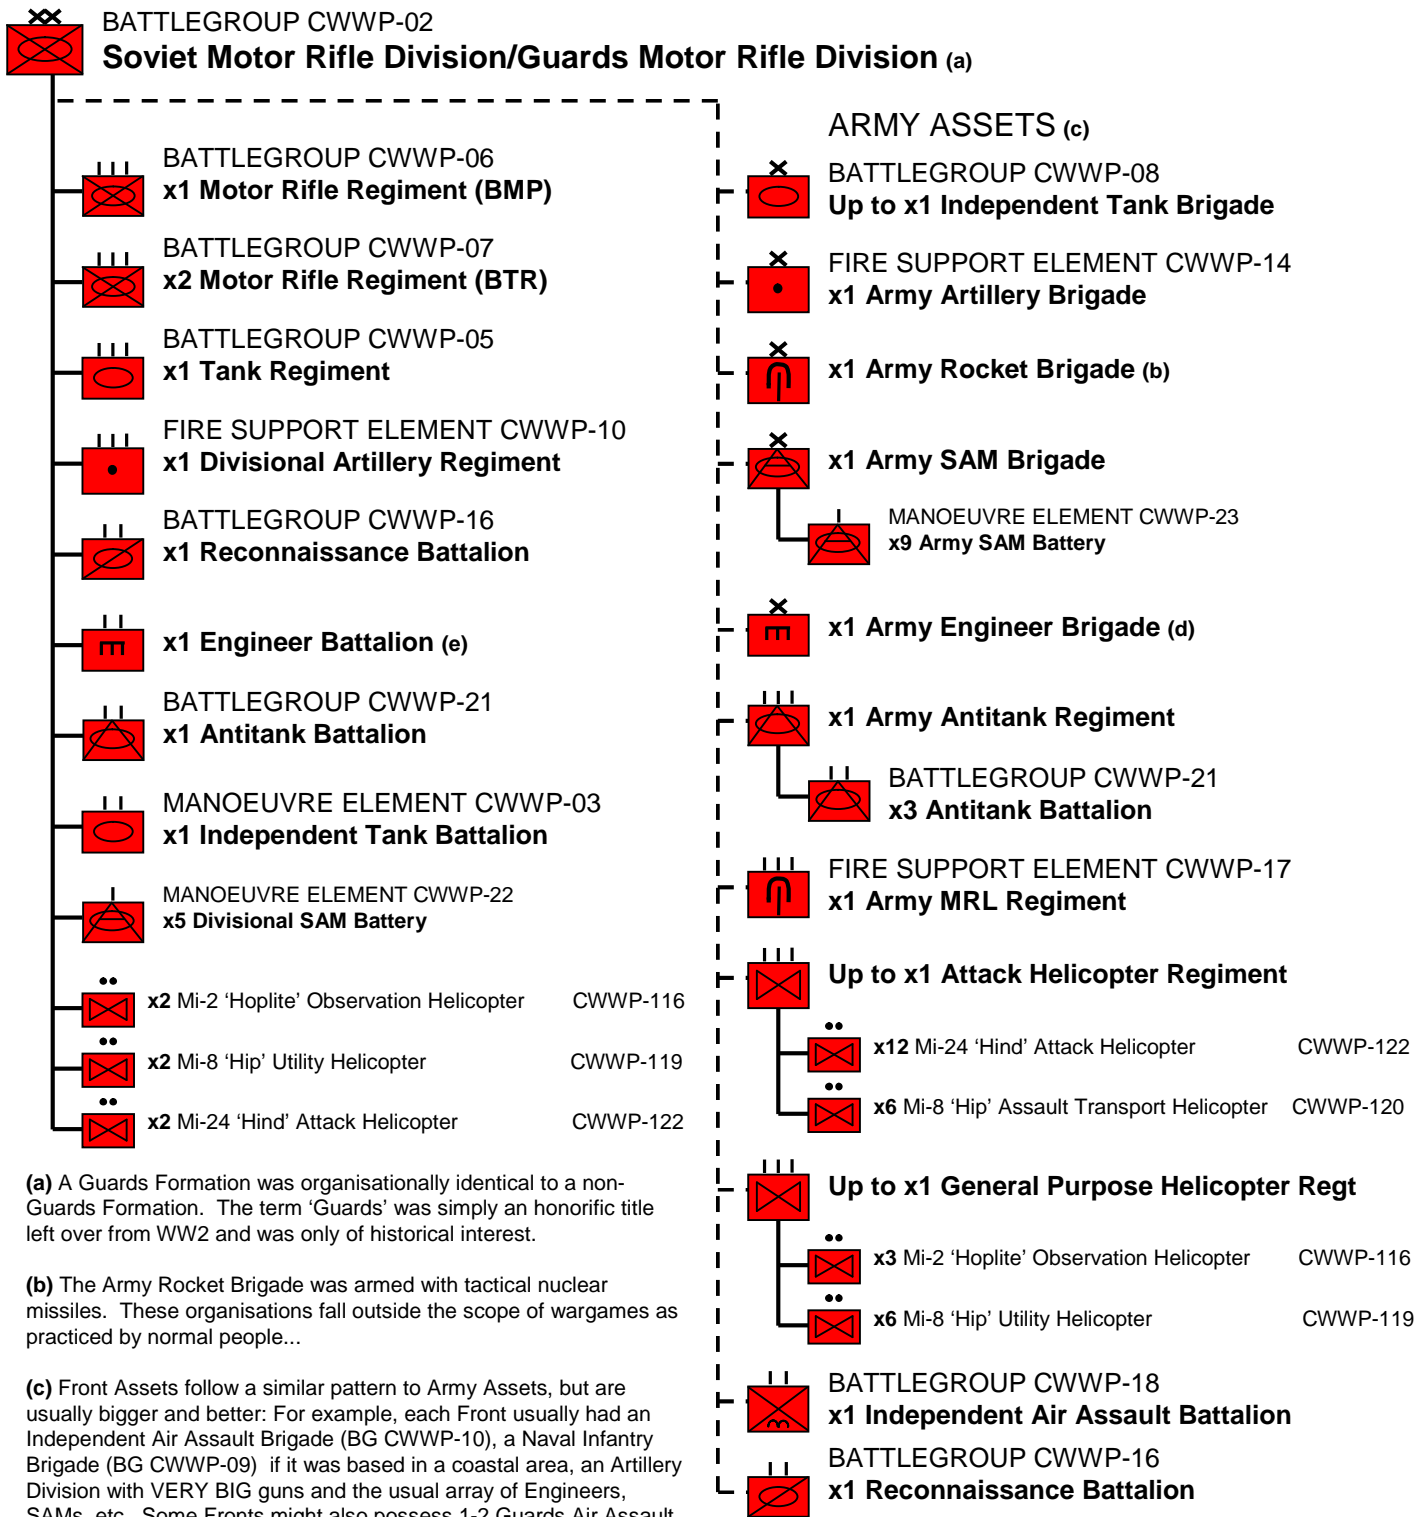 BATTLEGROUP CWWP-02
Soviet Motor Rifle Division/Guards Motor Rifle Division (a)
BATTLEGROUP CWWP-06
x1 Motor Rifle Regiment (BMP)
BATTLEGROUP CWWP-07
x2 Motor Rifle Regiment (BTR)
BATTLEGROUP CWWP-05
x1 Tank Regiment
FIRE SUPPORT ELEMENT CWWP-10
x1 Divisional Artillery Regiment
BATTLEGROUP CWWP-16
x1 Reconnaissance Battalion
x1 Engineer Battalion (e)
BATTLEGROUP CWWP-21
x1 Antitank Battalion
MANOEUVRE ELEMENT CWWP-03
x1 Independent Tank Battalion
MANOEUVRE ELEMENT CWWP-22
x5 Divisional SAM Battery
x2 Mi-2 ‘Hoplite’ Observation Helicopter CWWP-116
x2 Mi-8 ‘Hip’ Utility Helicopter CWWP-119
x2 Mi-24 ‘Hind’ Attack Helicopter CWWP-122
(a) A Guards Formation was organisationally identical to a non-
Guards Formation. The term ‘Guards’ was simply an honorific title
left over from WW2 and was only of historical interest.
(b) The Army Rocket Brigade was armed with tactical nuclear
missiles. These organisations fall outside the scope of wargames as
practiced by normal people...
(c) Front Assets follow a similar pattern to Army Assets, but are
usually bigger and better: For example, each Front usually had an
Independent Air Assault Brigade (BG CWWP-10), a Naval Infantry
Brigade (BG CWWP-09) if it was based in a coastal area, an Artillery
Division with VERY BIG guns and the usual array of Engineers,
SAMs, etc. Some Fronts might also possess 1-2 Guards Air Assault
ARMY ASSETS (c)
BATTLEGROUP CWWP-08
Up to x1 Independent Tank Brigade
FIRE SUPPORT ELEMENT CWWP-14
x1 Army Artillery Brigade
x1 Army Rocket Brigade (b)
x1 Army SAM Brigade
MANOEUVRE ELEMENT CWWP-23
x9 Army SAM Battery
x1 Army Engineer Brigade (d)
x1 Army Antitank Regiment
BATTLEGROUP CWWP-21
x3 Antitank Battalion
FIRE SUPPORT ELEMENT CWWP-17
x1 Army MRL Regiment
Up to x1 Attack Helicopter Regiment
x12 Mi-24 ‘Hind’ Attack Helicopter CWWP-122
x6 Mi-8 ‘Hip’ Assault Transport Helicopter CWWP-120
Up to x1 General Purpose Helicopter Regt
x3 Mi-2 ‘Hoplite’ Observation Helicopter CWWP-116
x6 Mi-8 ‘Hip’ Utility Helicopter CWWP-119
BATTLEGROUP CWWP-18
x1 Independent Air Assault Battalion
BATTLEGROUP CWWP-16
x1 Reconnaissance Battalion